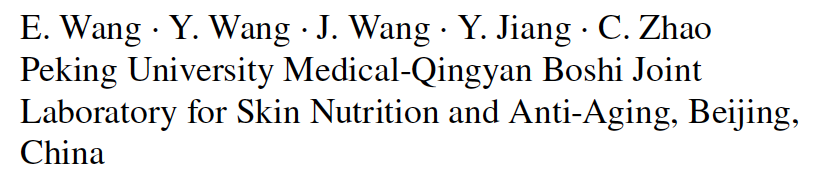 E. Wang · Y. Wang · J. Wang · Y. Jiang · C. Zhao
Peking University Medical-Qingyan Boshi Joint
Laboratory for Skin Nutrition and Anti-Aging, Beijing,
China